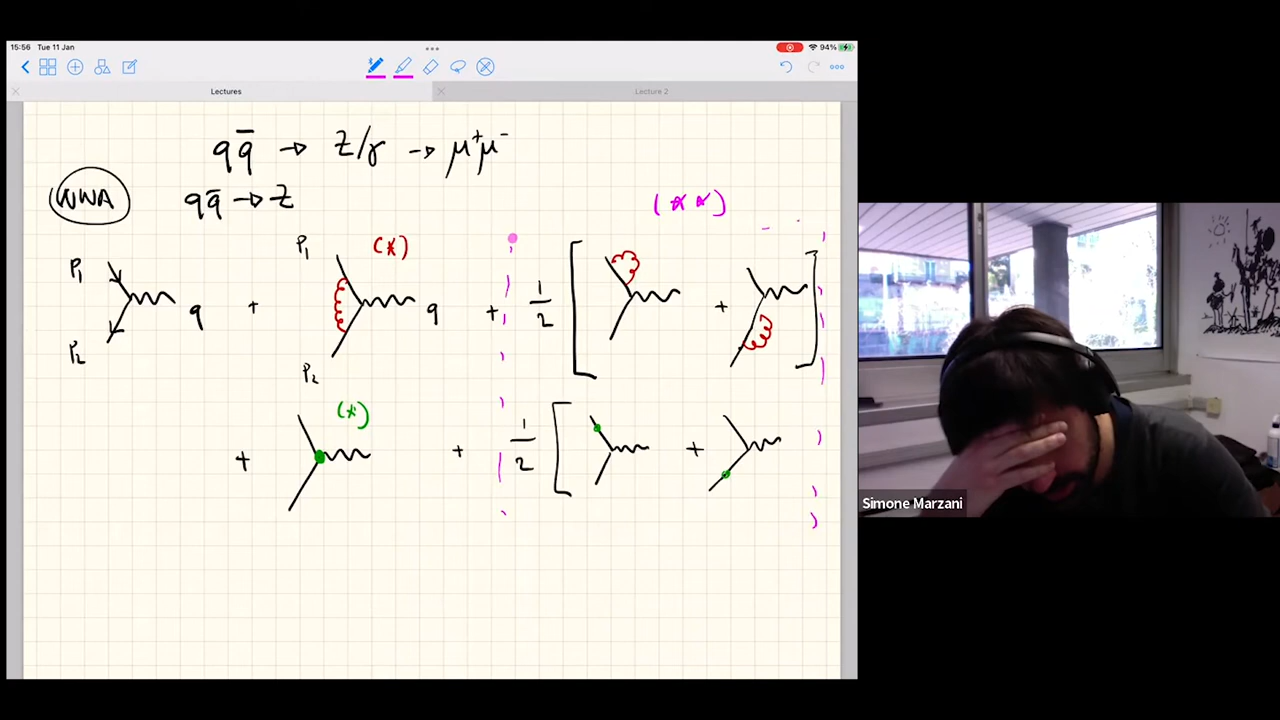 15:56 Tue 11 Jan
94%
Lectures
Lecture 2
q q̄ → Z/γ → μ⁺μ⁻
NWA q q̄ → Z
(**)
P₁ P₁ (*)
q + q + 1/2 [ + ]
P₂ P₂
+ (*) + 1/2 [ +
Simone Marzani